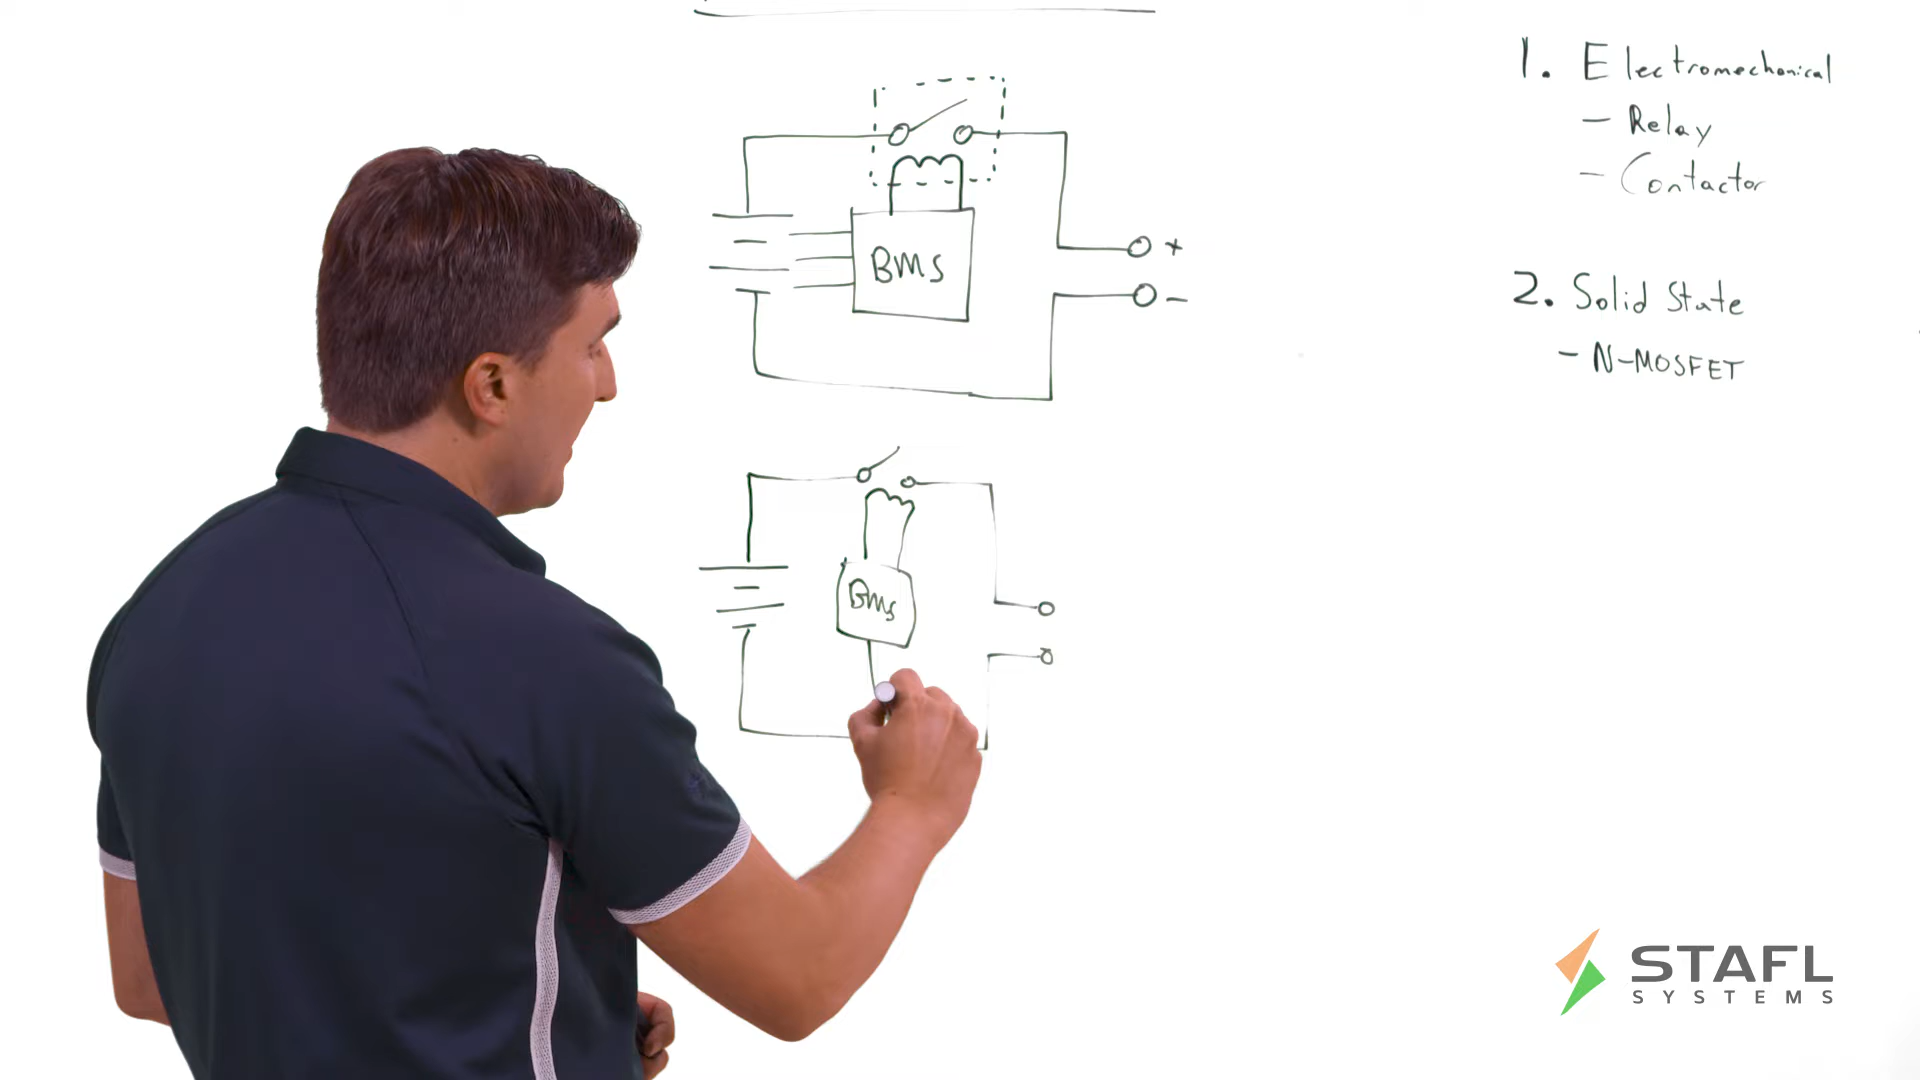 1. Electromechanical
- Relay
- Contactor
2. Solid State
- N-MOSFET
BMS
+
−
BMS
STAFL
SYSTEMS